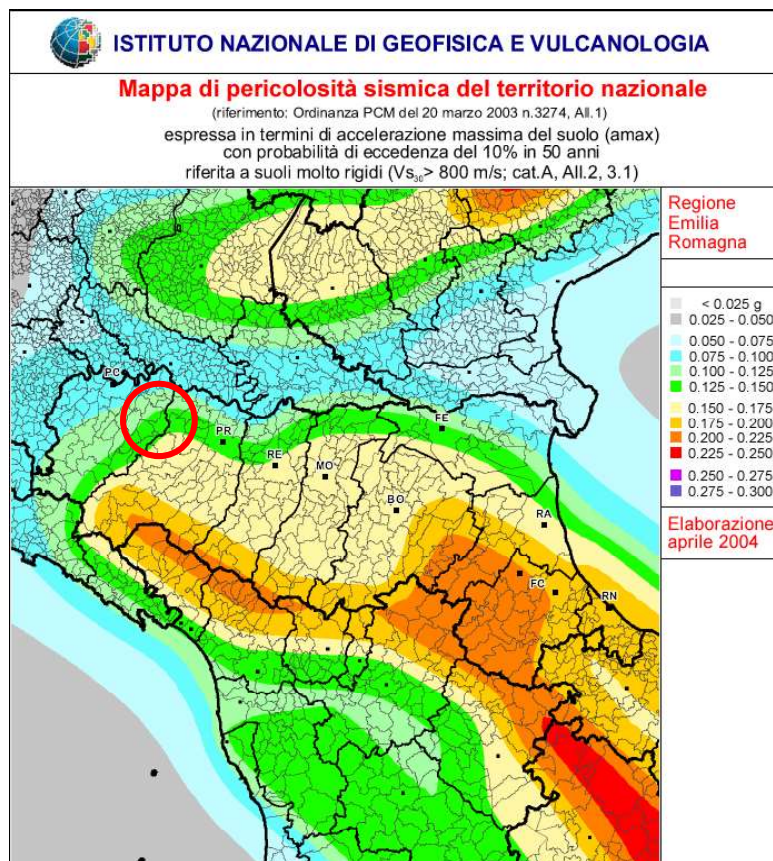 ISTITUTO NAZIONALE DI GEOFISICA E VULCANOLOGIA
Mappa di pericolosità sismica del territorio nazionale
(riferimento: Ordinanza PCM del 20 marzo 2003 n.3274, All.1)
espressa in termini di accelerazione massima del suolo (amax)
con probabilità di eccedenza del 10% in 50 anni
riferita a suoli molto rigidi (Vs30> 800 m/s; cat.A, All.2, 3.1)
Regione
Emilia
Romagna
< 0.025 g
0.025 - 0.050
0.050 - 0.075
0.075 - 0.100
0.100 - 0.125
0.125 - 0.150
0.150 - 0.175
0.175 - 0.200
0.200 - 0.225
0.225 - 0.250
0.250 - 0.275
0.275 - 0.300
Elaborazione
aprile 2004
PC
PR
FE
RE
MO
BO
RA
FC
RN